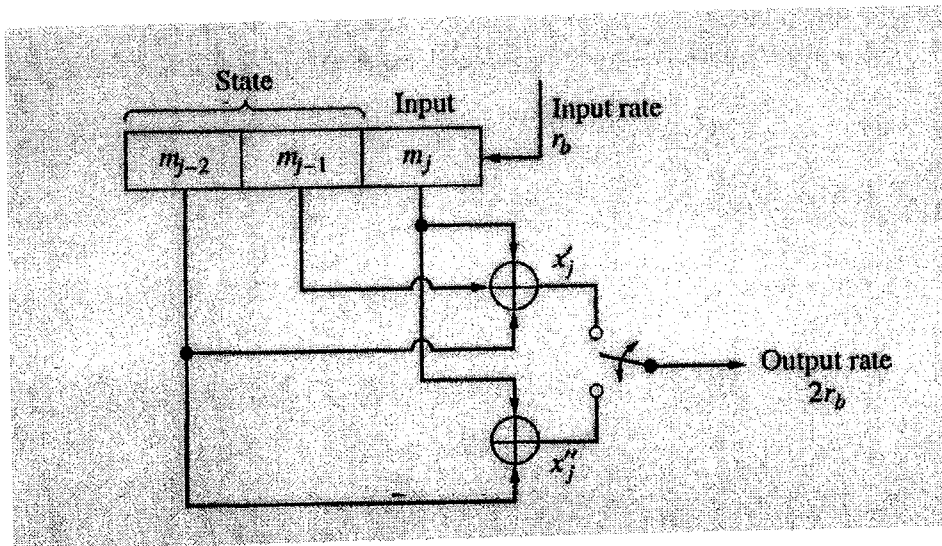 State
Input
Input rate
r_b
m_{j-2} m_{j-1} m_j
x'_j
Output rate
2r_b
x''_j